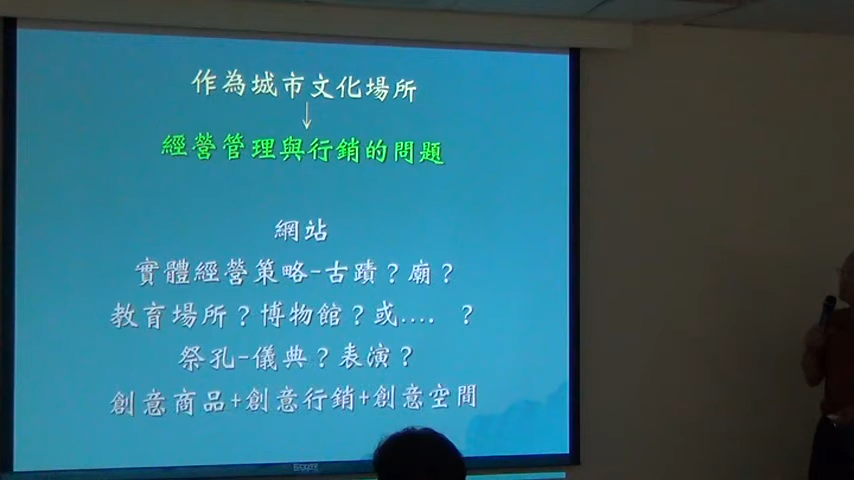 作為城市文化場所
↓
經營管理與行銷的問題
網站
實體經營策略-古蹟？廟？
教育場所？博物館？或….. ？
祭孔-儀典？表演？
創意商品+創意行銷+創意空間